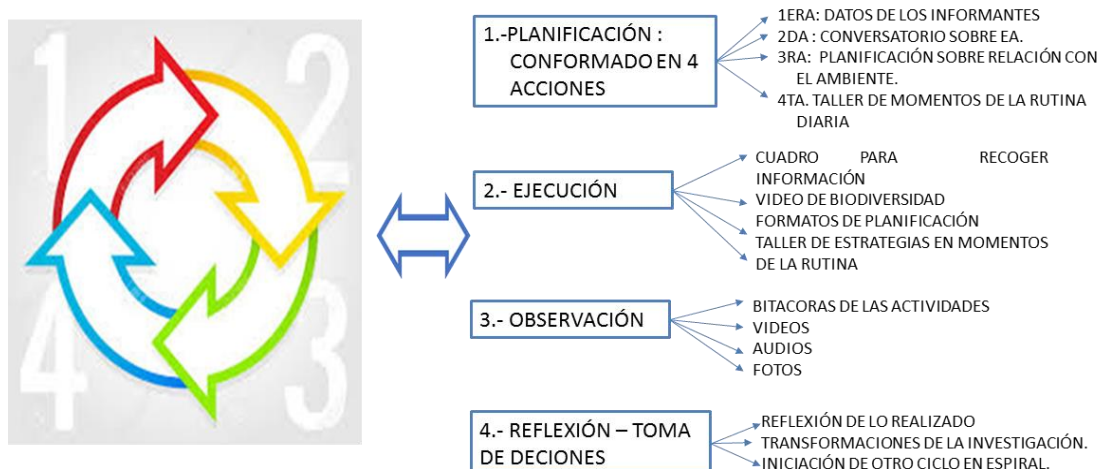 1
2
3
4
1.-PLANIFICACIÓN :
CONFORMADO EN 4
ACCIONES
1ERA: DATOS DE LOS INFORMANTES
2DA : CONVERSATORIO SOBRE EA.
3RA: PLANIFICACIÓN SOBRE RELACIÓN CON
EL AMBIENTE.
4TA. TALLER DE MOMENTOS DE LA RUTINA
DIARIA
2.- EJECUCIÓN
CUADRO PARA RECOGER
INFORMACIÓN
VIDEO DE BIODIVERSIDAD
FORMATOS DE PLANIFICACIÓN
TALLER DE ESTRATEGIAS EN MOMENTOS
DE LA RUTINA
3.- OBSERVACIÓN
BITACORAS DE LAS ACTIVIDADES
VIDEOS
AUDIOS
FOTOS
4.- REFLEXIÓN – TOMA
DE DECIONES
REFLEXIÓN DE LO REALIZADO
TRANSFORMACIONES DE LA INVESTIGACIÓN.
INICIACIÓN DE OTRO CICLO EN ESPIRAL.